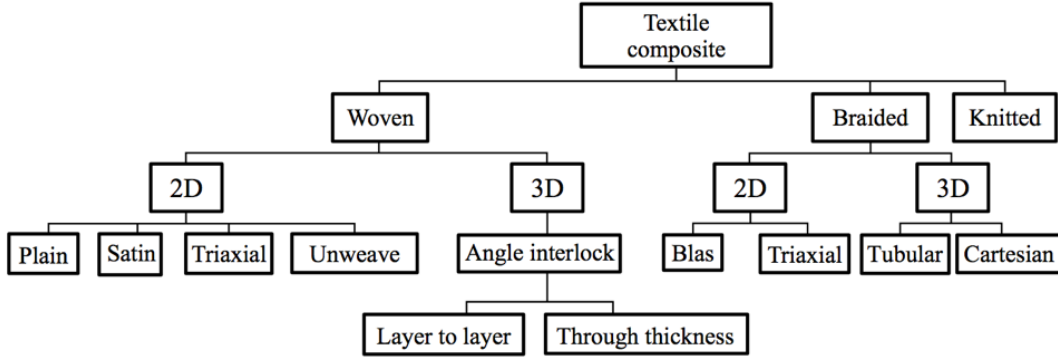 Textile
composite
Woven
Braided
Knitted
2D
3D
2D
3D
Plain
Satin
Triaxial
Unweave
Angle interlock
Blas
Triaxial
Tubular
Cartesian
Layer to layer
Through thickness